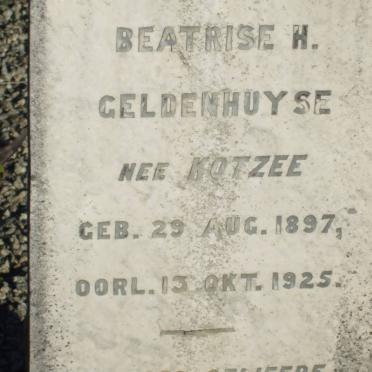 BEATRISE H.
GELDENHUYSE
NEE KOTZEE
GEB. 29 AUG. 1897,
OORL. 13 OKT. 1925.